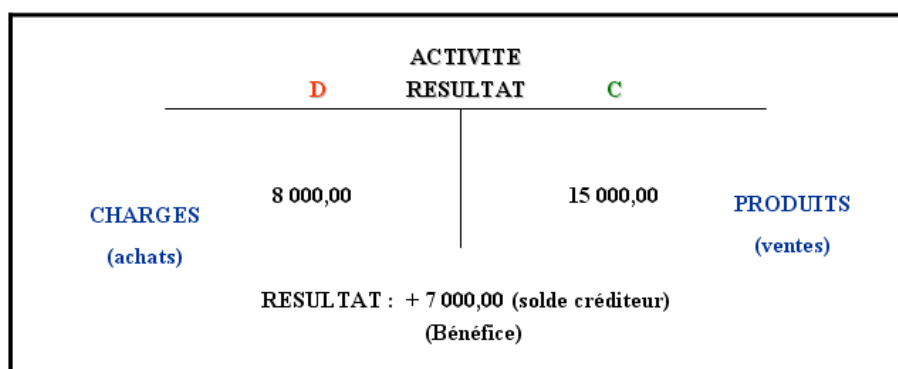 ACTIVITE
D RESULTAT C
8 000,00 15 000,00
CHARGES PRODUITS
(achats) (ventes)
RESULTAT : + 7 000,00 (solde créditeur)
(Bénéfice)